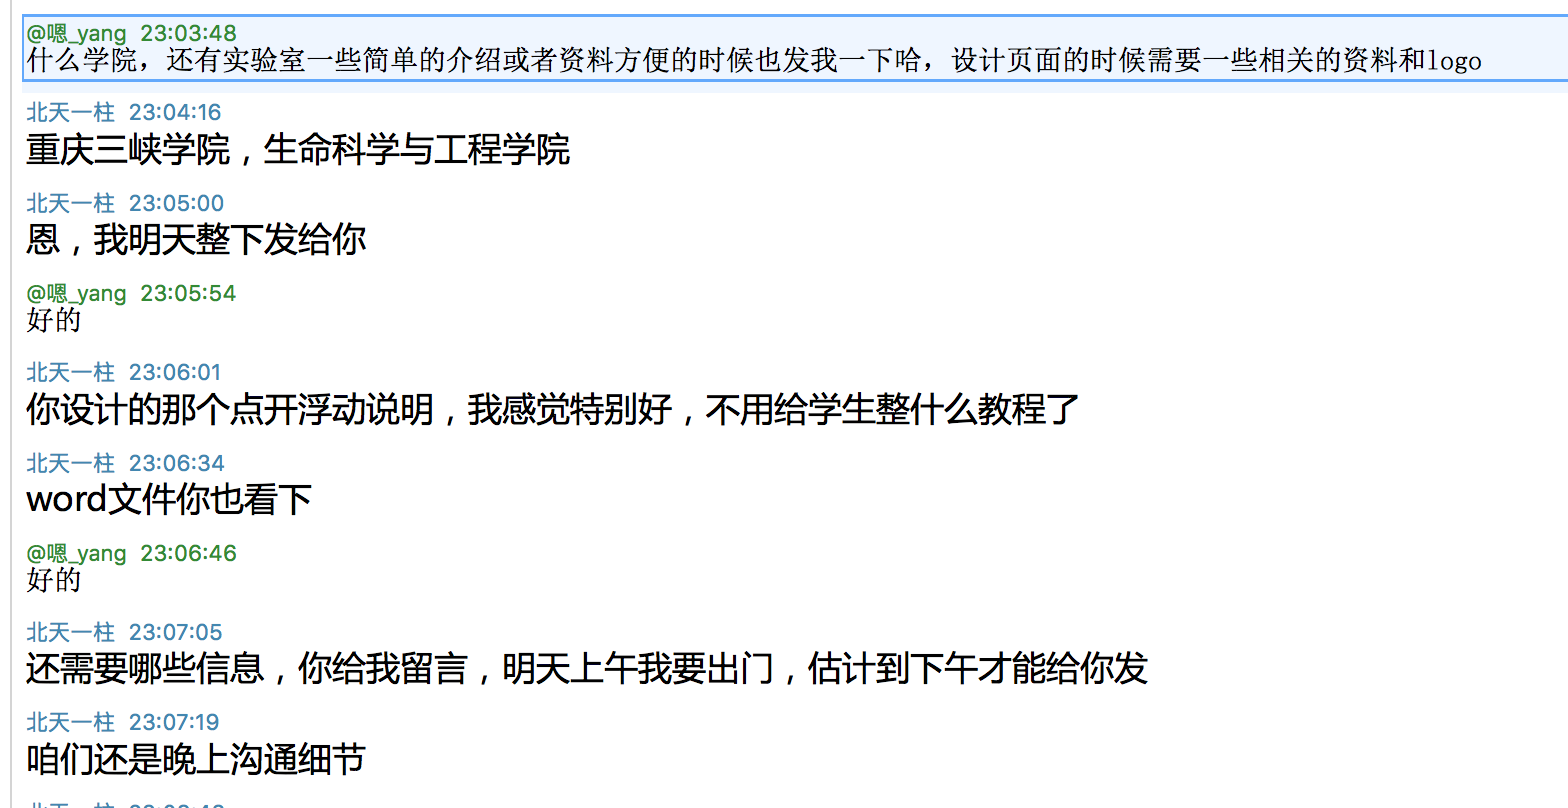 @嗯_yang 23:03:48
什么学院，还有实验室一些简单的介绍或者资料方便的时候也发我一下哈，设计页面的时候需要一些相关的资料和logo
北天一柱 23:04:16
重庆三峡学院，生命科学与工程学院
北天一柱 23:05:00
恩，我明天整下发给你
@嗯_yang 23:05:54
好的
北天一柱 23:06:01
你设计的那个点开浮动说明，我感觉特别好，不用给学生整什么教程了
北天一柱 23:06:34
word文件你也看下
@嗯_yang 23:06:46
好的
北天一柱 23:07:05
还需要哪些信息，你给我留言，明天上午我要出门，估计到下午才能给你发
北天一柱 23:07:19
咱们还是晚上沟通细节